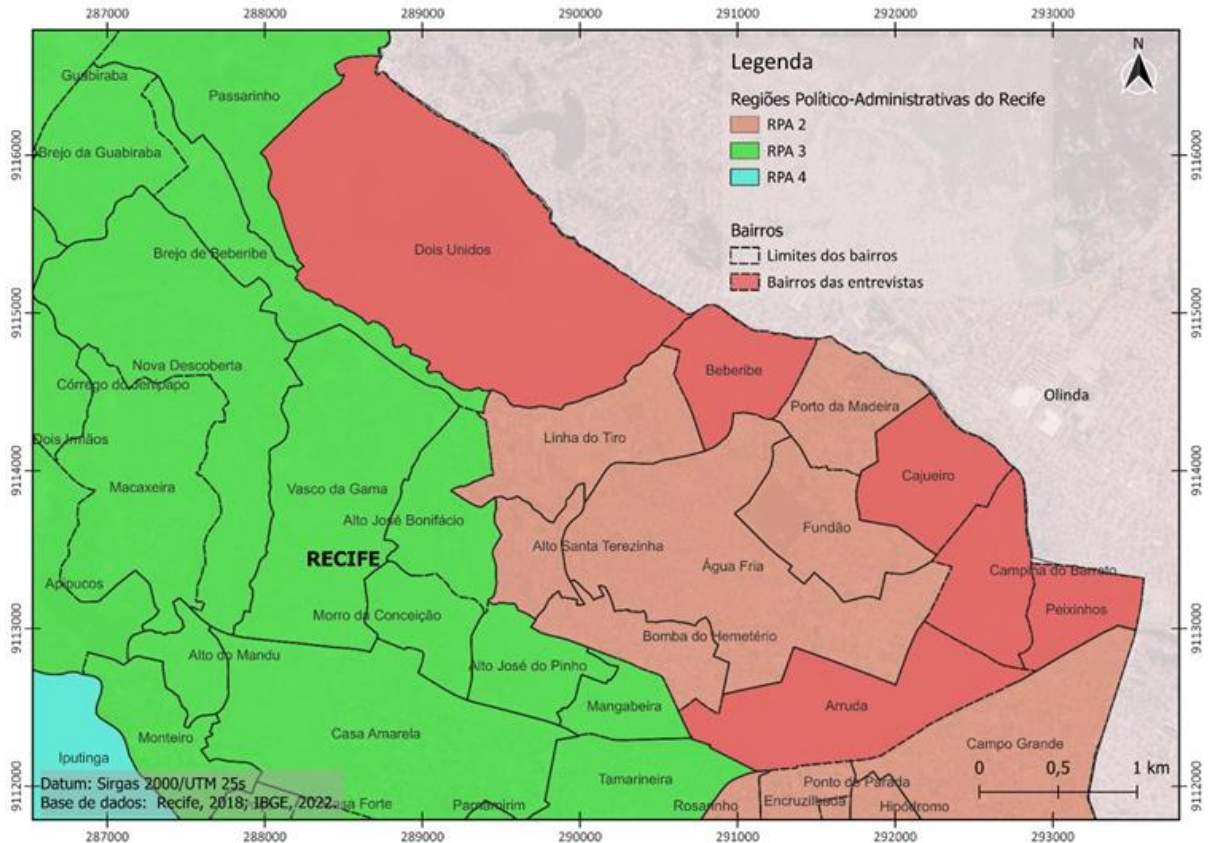 287000 288000 289000 290000 291000 292000 293000
9116000
9115000
9114000
9113000
9112000
Legenda
Regiões Político-Administrativas do Recife
RPA 2
RPA 3
RPA 4
Bairros
Limites dos bairros
Bairros das entrevistas
N
9116000
9115000
9114000
9113000
9112000
Guabiraba
Passarinho
Brejo da Guabiraba
Brejo de Beberibe
Dois Unidos
Nova Descoberta
Córrego do Jenipapo
Beberibe
Olinda
Porto da Madeira
Dois Irmãos
Linha do Tiro
Cajueiro
Macaxeira
Vasco da Gama
Alto José Bonifácio
Fundão
Alto Santa Terezinha
RECIFE
Água Fria
Campina do Barreto
Apipucos
Peixinhos
Morro da Conceição
Bomba do Hemetério
Alto do Mandu
Alto José do Pinho
Mangabeira
Arruda
Monteiro
Casa Amarela
Campo Grande
Iputinga
Tamarineira
Ponto de Parada
0 0,5 1 km
Datum: Sirgas 2000/UTM 25s
Base de dados: Recife, 2018; IBGE, 2022.
Casa Forte
Parnamirim
Rosarinho
Encruzilhada
Hipódromo
287000 288000 289000 290000 291000 292000 293000